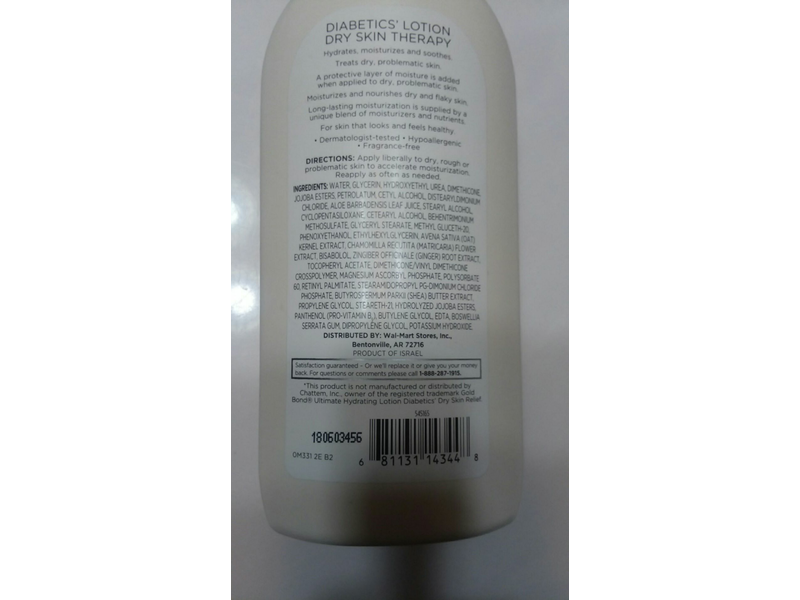 DIABETICS' LOTION
DRY SKIN THERAPY
Hydrates, moisturizes and soothes.
Treats dry, problematic skin.
A protective layer of moisture is added
when applied to dry, problematic skin.
Moisturizes and nourishes dry and flaky skin.
Long-lasting moisturization is supplied by a
unique blend of moisturizers and nutrients.
For skin that looks and feels healthy.
• Dermatologist-tested • Hypoallergenic
• Fragrance-free
DIRECTIONS: Apply liberally to dry, rough or
problematic skin to accelerate moisturization.
Reapply as often as needed.
INGREDIENTS: WATER, GLYCERIN, HYDROXYETHYL UREA, DIMETHICONE,
JOJOBA ESTERS, PETROLATUM, CETYL ALCOHOL, DISTEARYLDIMONIUM
CHLORIDE, ALOE BARBADENSIS LEAF JUICE, STEARYL ALCOHOL,
CYCLOPENTASILOXANE, CETEARYL ALCOHOL, BEHENTRIMONIUM
METHOSULFATE, GLYCERYL STEARATE, METHYL GLUCETH-20,
PHENOXYETHANOL, ETHYLHEXYLGLYCERIN, AVENA SATIVA (OAT)
KERNEL EXTRACT, CHAMOMILLA RECUTITA (MATRICARIA) FLOWER
EXTRACT, BISABOLOL, ZINGIBER OFFICINALE (GINGER) ROOT EXTRACT,
TOCOPHERYL ACETATE, DIMETHICONE/VINYL DIMETHICONE
CROSSPOLYMER, MAGNESIUM ASCORBYL PHOSPHATE, POLYSORBATE
60, RETINYL PALMITATE, STEARAMIDOPROPYL PG-DIMONIUM CHLORIDE
PHOSPHATE, BUTYROSPERMUM PARKII (SHEA) BUTTER EXTRACT,
PROPYLENE GLYCOL, STEARETH-21, HYDROLYZED JOJOBA ESTERS,
PANTHENOL (PRO-VITAMIN B5), BUTYLENE GLYCOL, EDTA, BOSWELLIA
SERRATA GUM, DIPROPYLENE GLYCOL, POTASSIUM HYDROXIDE.
DISTRIBUTED BY: Wal-Mart Stores, Inc.,
Bentonville, AR 72716
PRODUCT OF ISRAEL
Satisfaction guaranteed – Or we'll replace it or give you your money
back. For questions or comments please call 1-888-287-1915.
*This product is not manufactured or distributed by
Chattem, Inc., owner of the registered trademark Gold
Bond® Ultimate Hydrating Lotion Diabetics' Dry Skin Relief.
180603456
0M331 2E B2
6 81131 14344 8